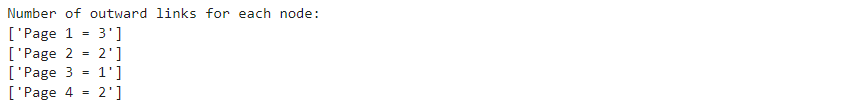 Number of outward links for each node:
['Page 1 = 3']
['Page 2 = 2']
['Page 3 = 1']
['Page 4 = 2']